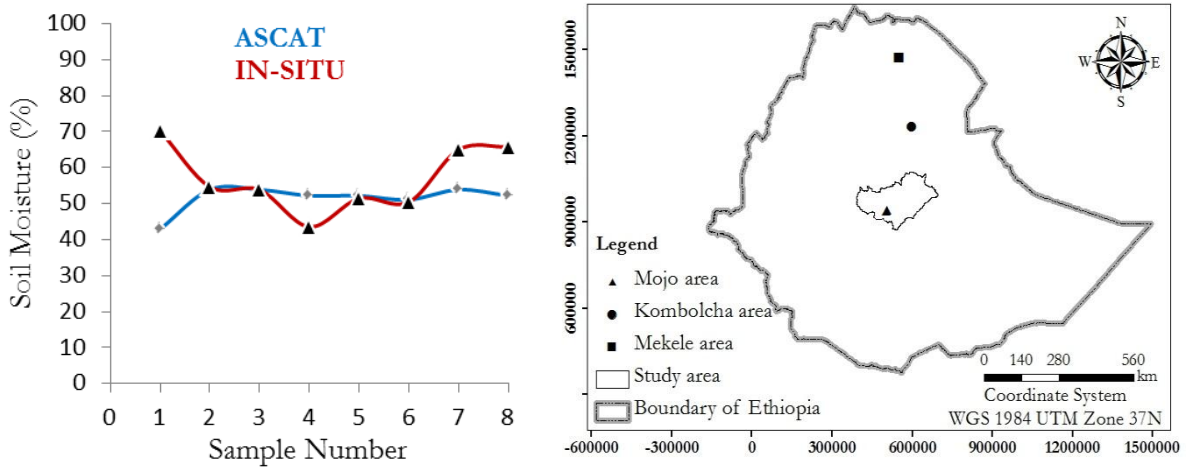 100
90
80
70
60
50
40
30
20
10
0
Soil Moisture (%)
ASCAT
IN-SITU
0 1 2 3 4 5 6 7 8
Sample Number
1500000
1200000
900000
600000
N
W E
S
Legend
Mojo area
Kombolcha area
Mekele area
Study area
Boundary of Ethiopia
0 140 280 560
km
Coordinate System
WGS 1984 UTM Zone 37N
-600000 -300000 0 300000 600000 900000 1200000 1500000